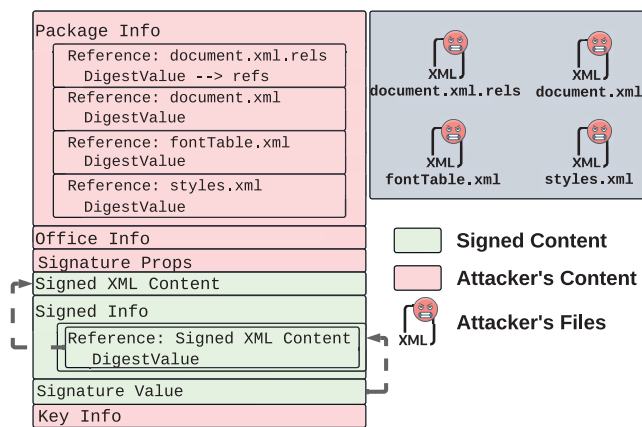 Package Info
Reference: document.xml.rels
DigestValue --> refs
Reference: document.xml
DigestValue
Reference: fontTable.xml
DigestValue
Reference: styles.xml
DigestValue
Office Info
Signature Props
Signed XML Content
Signed Info
Reference: Signed XML Content
DigestValue
Signature Value
Key Info
XML
document.xml.rels
XML
document.xml
XML
fontTable.xml
XML
styles.xml
Signed Content
Attacker's Content
XML
Attacker's Files